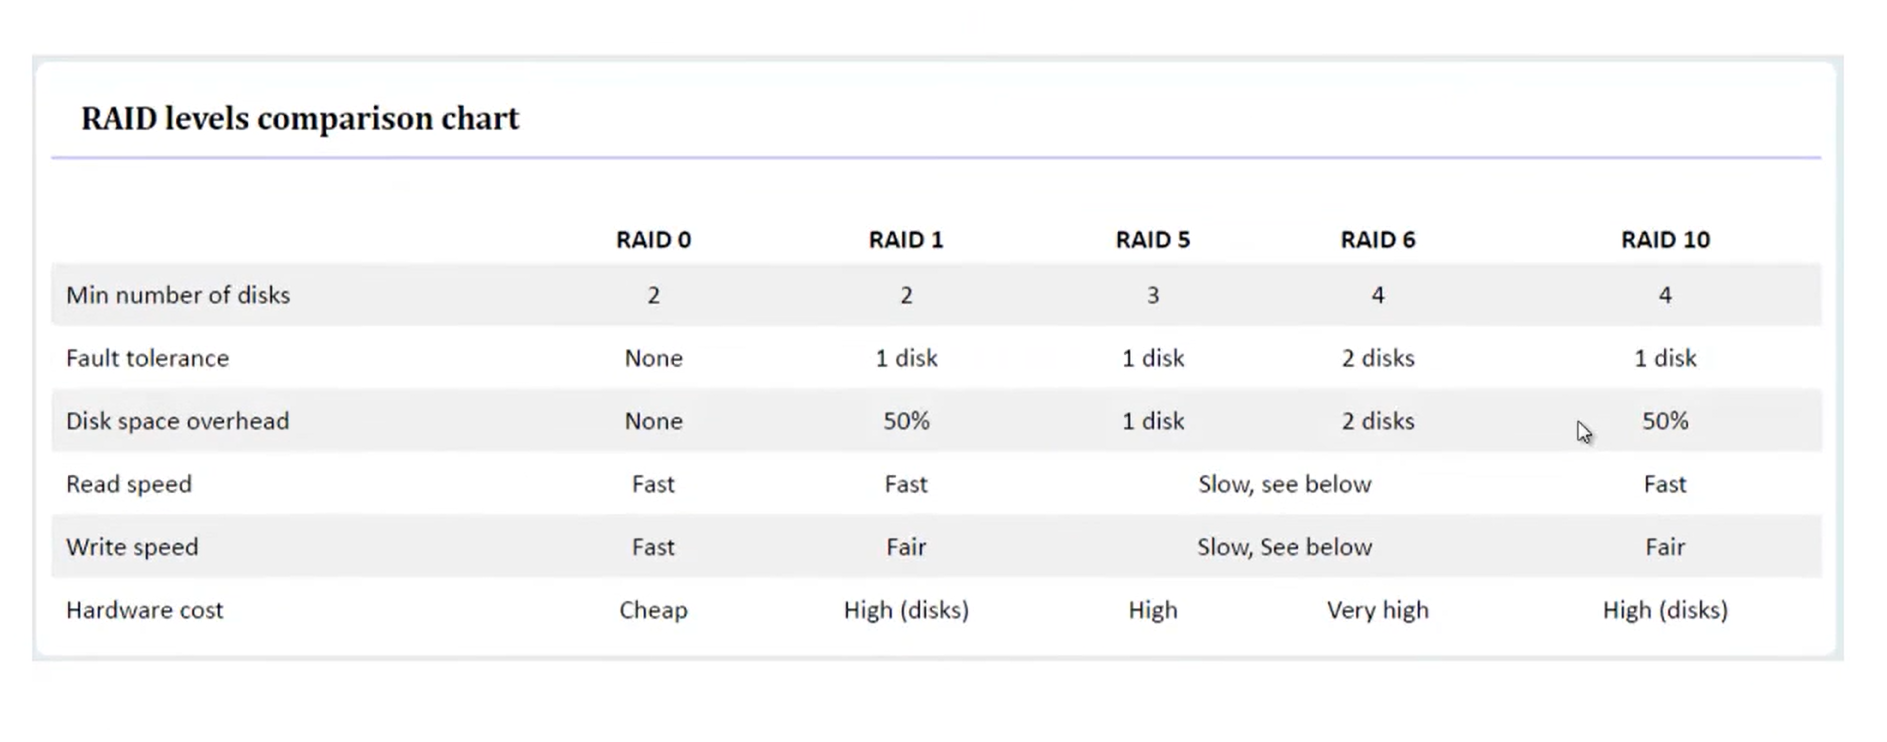 RAID levels comparison chart
RAID 0 RAID 1 RAID 5 RAID 6 RAID 10
Min number of disks 2 2 3 4 4
Fault tolerance None 1 disk 1 disk 2 disks 1 disk
Disk space overhead None 50% 1 disk 2 disks 50%
Read speed Fast Fast Slow, see below Fast
Write speed Fast Fair Slow, See below Fair
Hardware cost Cheap High (disks) High Very high High (disks)